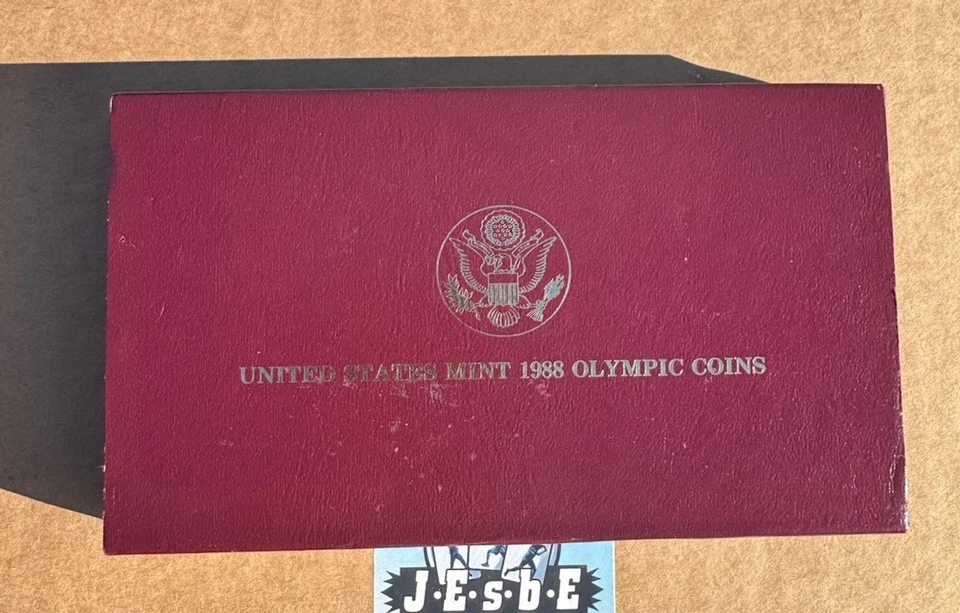 UNITED STATES MINT 1988 OLYMPIC COINS
J·E·s·b·E